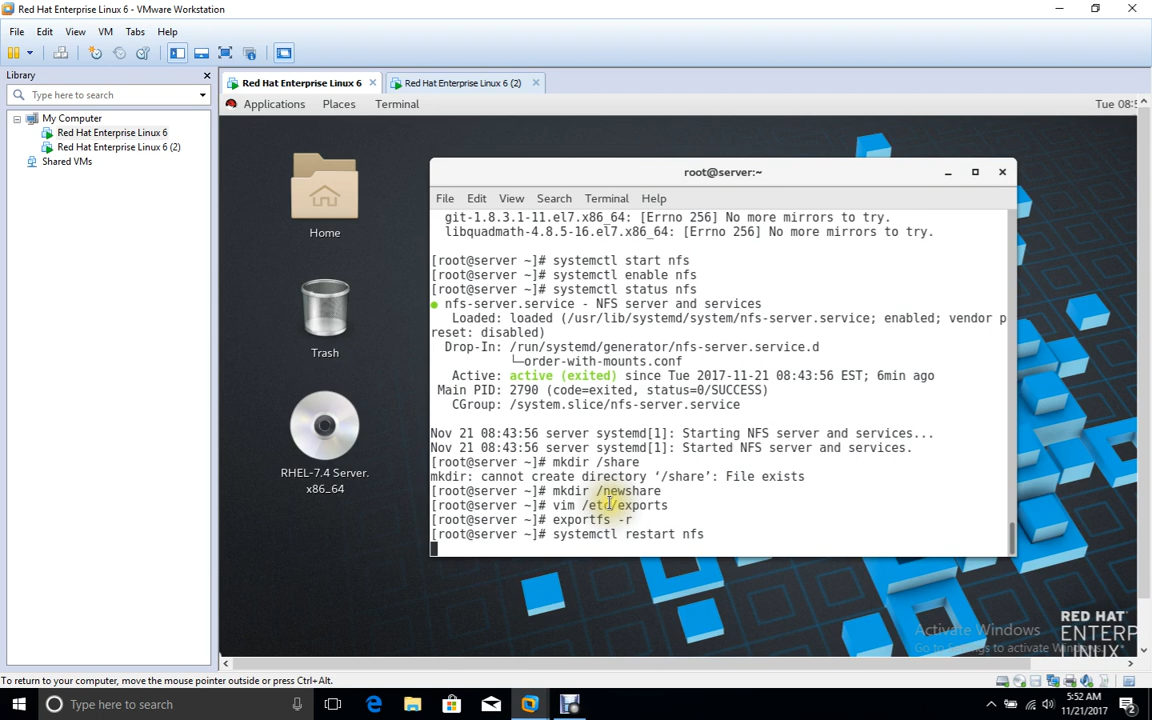 Red Hat Enterprise Linux 6 - VMware Workstation
File Edit View VM Tabs Help
Library
Type here to search
My Computer
Red Hat Enterprise Linux 6
Red Hat Enterprise Linux 6 (2)
Shared VMs
Red Hat Enterprise Linux 6
Red Hat Enterprise Linux 6 (2)
Applications Places Terminal
Tue 08:5
Home
Trash
RHEL-7.4 Server.
x86_64
root@server:~
File Edit View Search Terminal Help
git-1.8.3.1-11.el7.x86_64: [Errno 256] No more mirrors to try.
libquadmath-4.8.5-16.el7.x86_64: [Errno 256] No more mirrors to try.
[root@server ~]# systemctl start nfs
[root@server ~]# systemctl enable nfs
[root@server ~]# systemctl status nfs
● nfs-server.service - NFS server and services
Loaded: loaded (/usr/lib/systemd/system/nfs-server.service; enabled; vendor p
reset: disabled)
Drop-In: /run/systemd/generator/nfs-server.service.d
└─order-with-mounts.conf
Active: active (exited) since Tue 2017-11-21 08:43:56 EST; 6min ago
Main PID: 2790 (code=exited, status=0/SUCCESS)
CGroup: /system.slice/nfs-server.service
Nov 21 08:43:56 server systemd[1]: Starting NFS server and services...
Nov 21 08:43:56 server systemd[1]: Started NFS server and services.
[root@server ~]# mkdir /share
mkdir: cannot create directory ‘/share’: File exists
[root@server ~]# mkdir /newshare
[root@server ~]# vim /etc/exports
[root@server ~]# exportfs -r
[root@server ~]# systemctl restart nfs
RED HAT
ENTERP
LINUX
Activate Windows
Go to Settings to activate Windows.
To return to your computer, move the mouse pointer outside or press Ctrl+Alt.
Type here to search
5:52 AM
11/21/2017
2